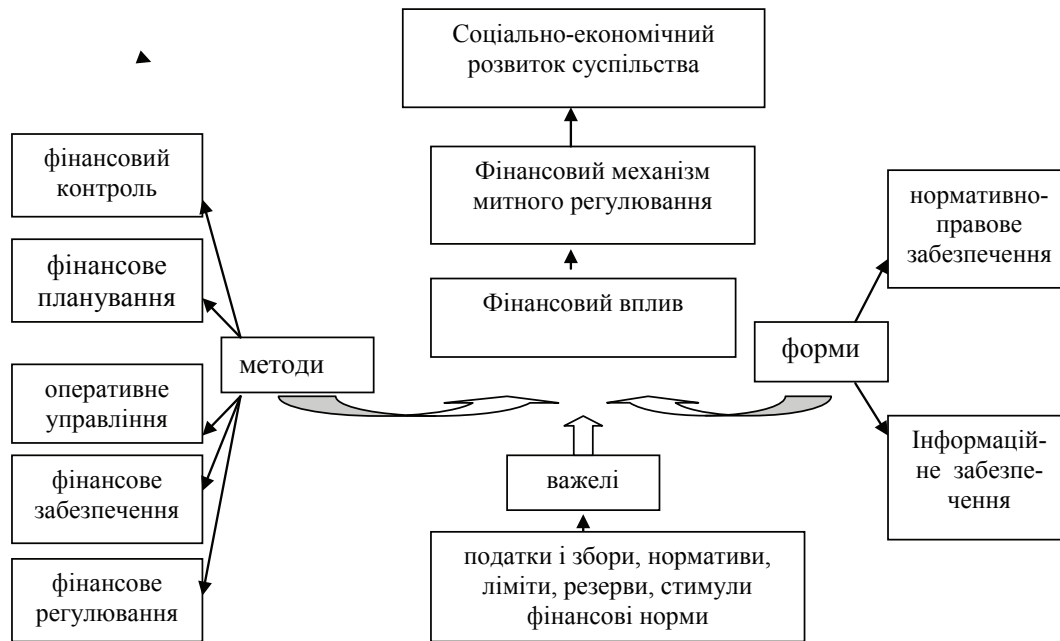 Соціально-економічний
розвиток суспільства
фінансовий
контроль
Фінансовий механізм
митного регулювання
нормативно-
правове
забезпечення
фінансове
планування
Фінансовий вплив
методи
форми
оперативне
управління
фінансове
забезпечення
важелі
Інформацій-
не забезпе-
чення
фінансове
регулювання
податки і збори, нормативи,
ліміти, резерви, стимули
фінансові норми